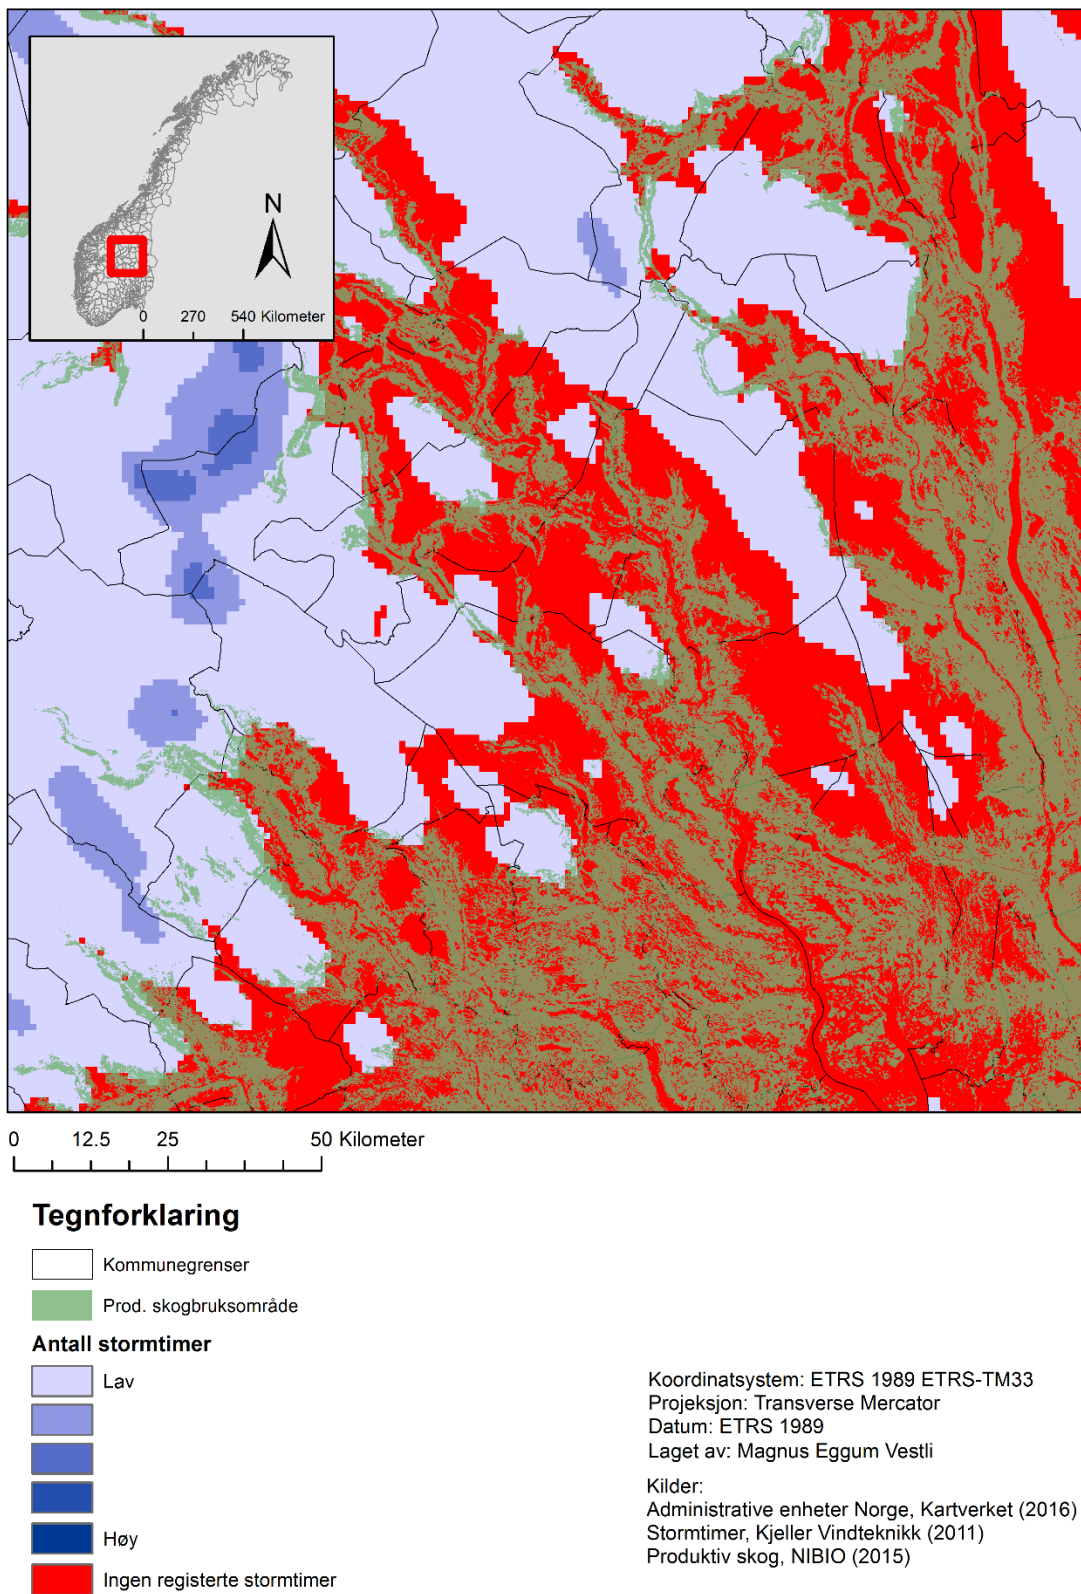 N
0 270 540 Kilometer
0 12.5 25 50 Kilometer
Tegnforklaring
Kommunegrenser
Prod. skogbruksområde
Antall stormtimer
Lav
Høy
Ingen registerte stormtimer
Koordinatsystem: ETRS 1989 ETRS-TM33
Projeksjon: Transverse Mercator
Datum: ETRS 1989
Laget av: Magnus Eggum Vestli
Kilder:
Administrative enheter Norge, Kartverket (2016)
Stormtimer, Kjeller Vindteknikk (2011)
Produktiv skog, NIBIO (2015)